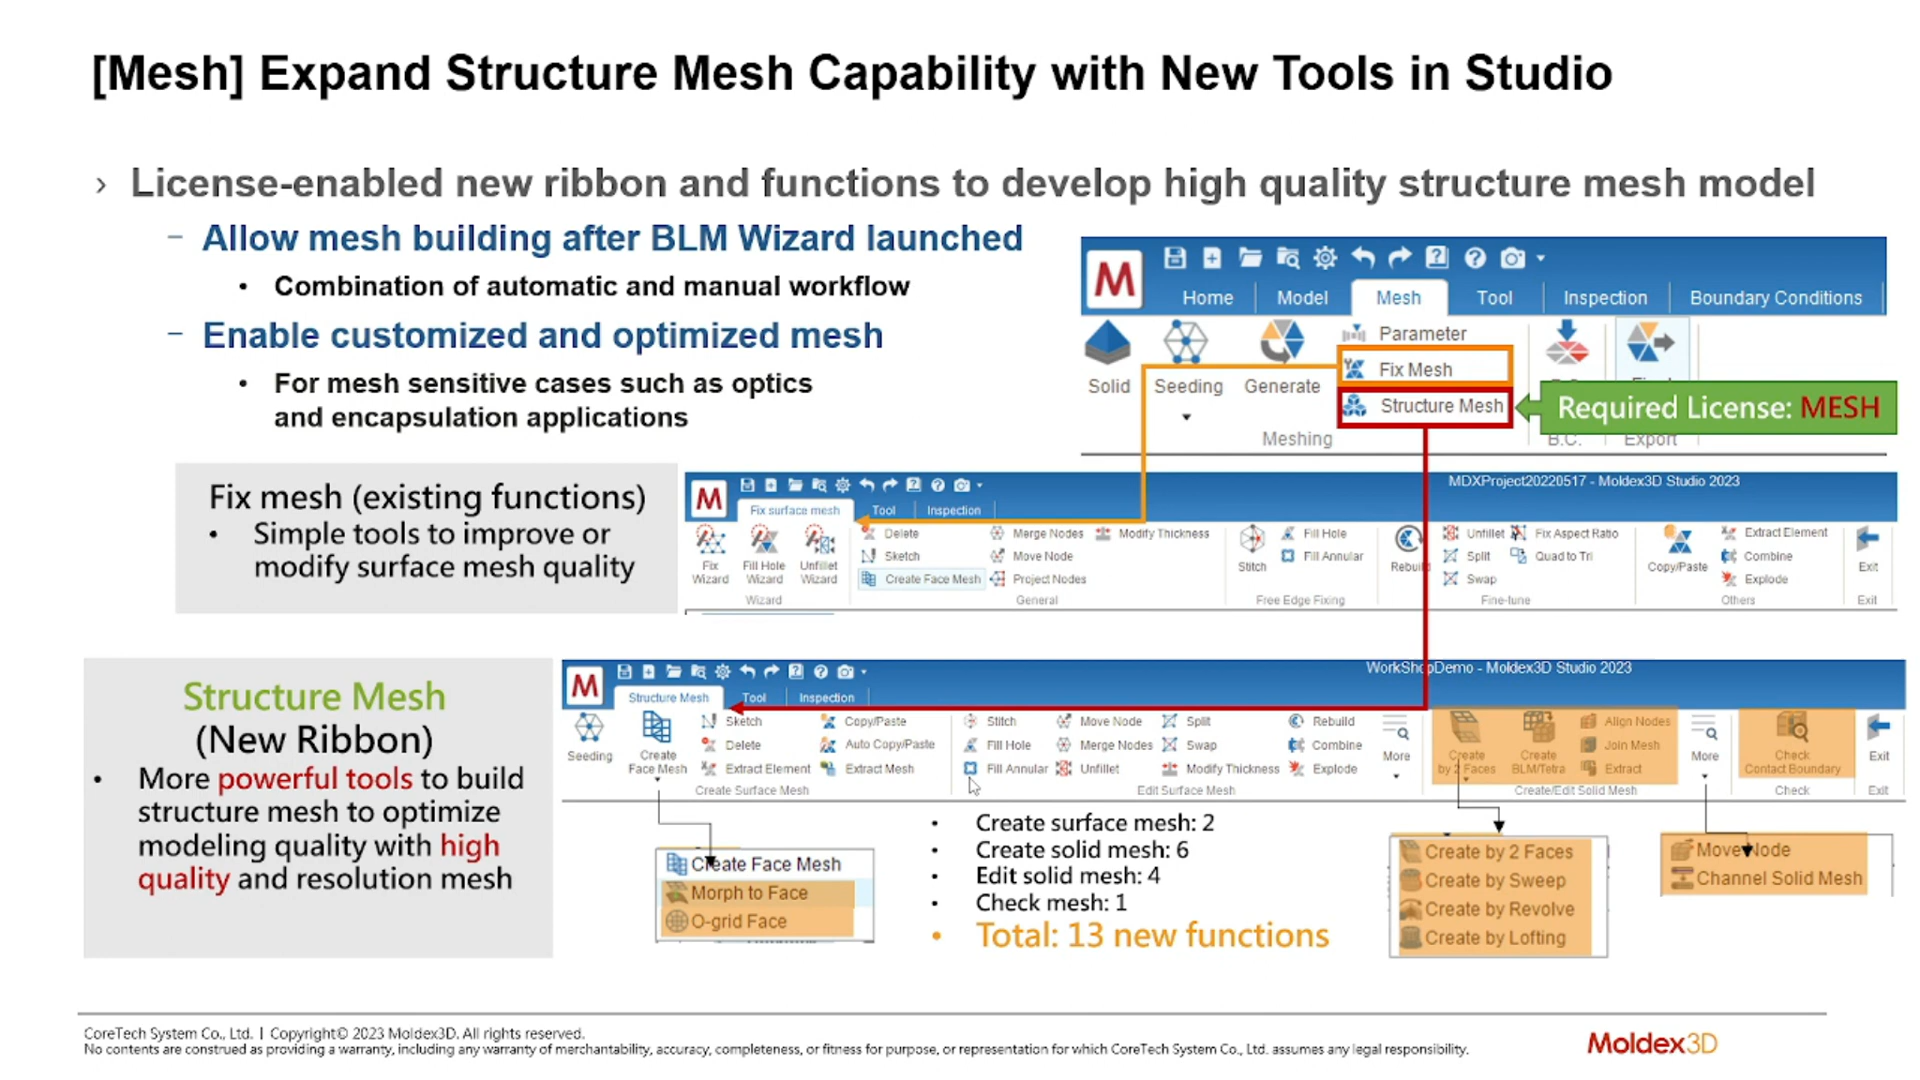 [Mesh] Expand Structure Mesh Capability with New Tools in Studio
› License-enabled new ribbon and functions to develop high quality structure mesh model
– Allow mesh building after BLM Wizard launched
• Combination of automatic and manual workflow
– Enable customized and optimized mesh
• For mesh sensitive cases such as optics
and encapsulation applications
M
Home Model Mesh Tool Inspection Boundary Conditions
Solid Seeding Generate
Parameter
Fix Mesh
Structure Mesh
Meshing
B.C. Export
Required License: MESH
Fix mesh (existing functions)
• Simple tools to improve or
modify surface mesh quality
MDXProject20220517 - Moldex3D Studio 2023
M
Fix surface mesh Tool Inspection
Fix Wizard
Fill Hole Wizard
Unfillet Wizard
Wizard
Delete Merge Nodes Modify Thickness
Sketch Move Node
Create Face Mesh Project Nodes
General
Stitch
Fill Hole
Fill Annular
Free Edge Fixing
Rebuil
Unfillet Fix Aspect Ratio
Split Quad to Tri
Swap
Fine-tune
Copy/Paste
Extract Element
Combine
Explode
Others
Exit
Exit
Structure Mesh
(New Ribbon)
• More powerful tools to build
structure mesh to optimize
modeling quality with high
quality and resolution mesh
WorkShopDemo - Moldex3D Studio 2023
M
Structure Mesh Tool Inspection
Seeding
Create
Face Mesh
Sketch Copy/Paste
Delete Auto Copy/Paste
Extract Element Extract Mesh
Create Surface Mesh
Stitch Move Node Split Rebuild
Fill Hole Merge Nodes Swap Combine
Fill Annular Unfillet Modify Thickness Explode
More
Edit Surface Mesh
Create
by 2 Faces
Create
BLM/Tetra
Align Nodes
Join Mesh
Extract
More
Create/Edit Solid Mesh
Check
Contact Boundary
Check
Exit
Exit
Create Face Mesh
Morph to Face
O-grid Face
• Create surface mesh: 2
• Create solid mesh: 6
• Edit solid mesh: 4
• Check mesh: 1
• Total: 13 new functions
Create by 2 Faces
Create by Sweep
Create by Revolve
Create by Lofting
Move Node
Channel Solid Mesh
CoreTech System Co., Ltd. | Copyright© 2023 Moldex3D. All rights reserved.
No contents are construed as providing a warranty, including any warranty of merchantability, accuracy, completeness, or fitness for purpose, or representation for which CoreTech System Co., Ltd. assumes any legal responsibility.
Moldex3D